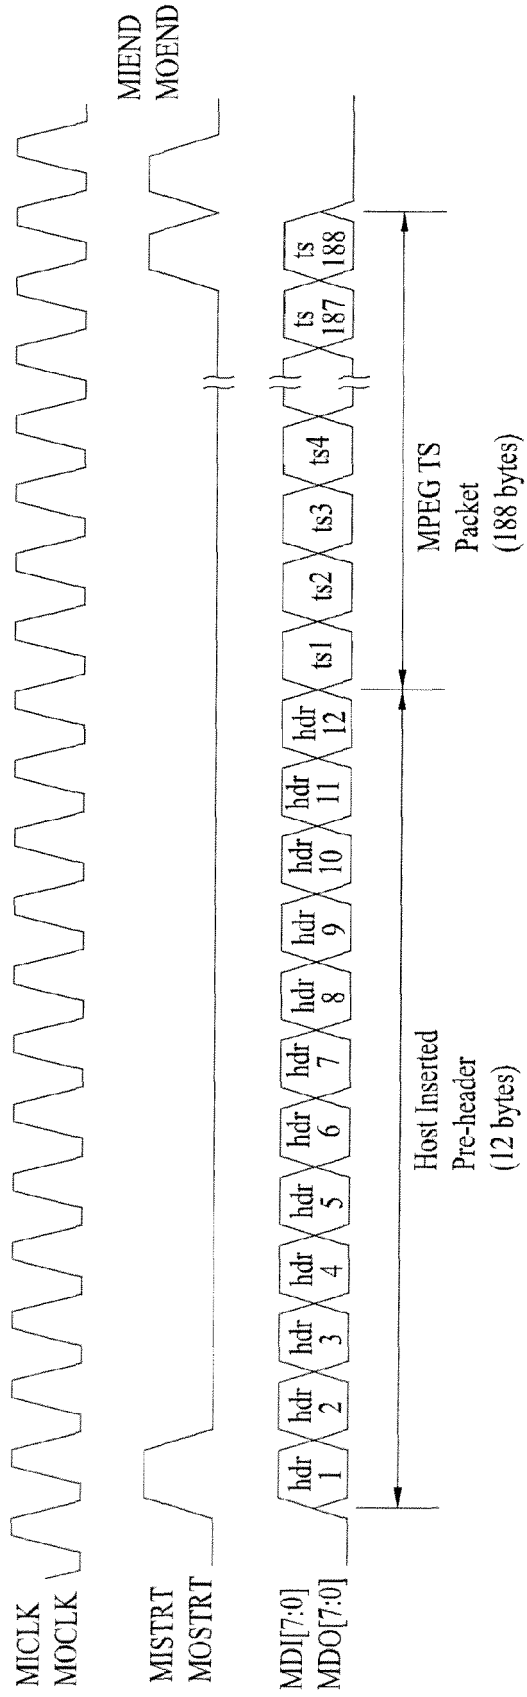 MICLK
MOCLK
MISTRT
MOSTRT
MIEND
MOEND
MDI[7:0]
MDO[7:0]
hdr
1
hdr
2
hdr
3
hdr
4
hdr
5
hdr
6
hdr
7
hdr
8
hdr
9
hdr
10
hdr
11
hdr
12
ts1
ts2
ts3
ts4
ts
187
ts
188
Host Inserted
Pre-header
(12 bytes)
MPEG TS
Packet
(188 bytes)